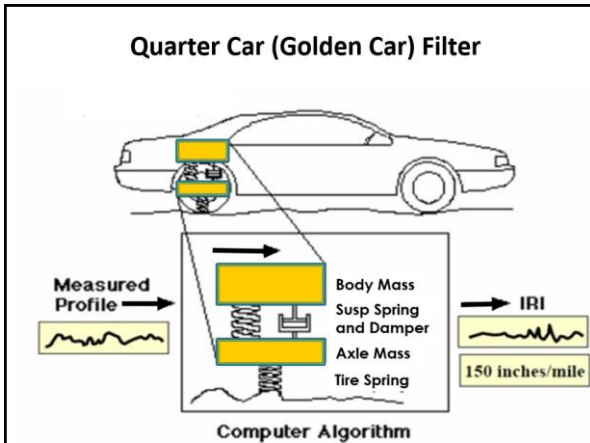 Quarter Car (Golden Car) Filter
Measured
Profile
Body Mass
Susp Spring
and Damper
Axle Mass
Tire Spring
IRI
150 inches/mile
Computer Algorithm